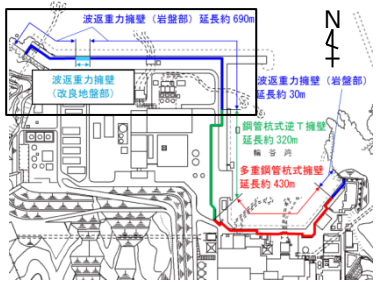 波返重力擁壁（岩盤部）延長約690m
N
波返重力擁壁
（改良地盤部）
波返重力擁壁（岩盤部）
延長約30m
鋼管杭式逆T擁壁
延長約320m
輪谷湾
多重鋼管杭式擁壁
延長約430m